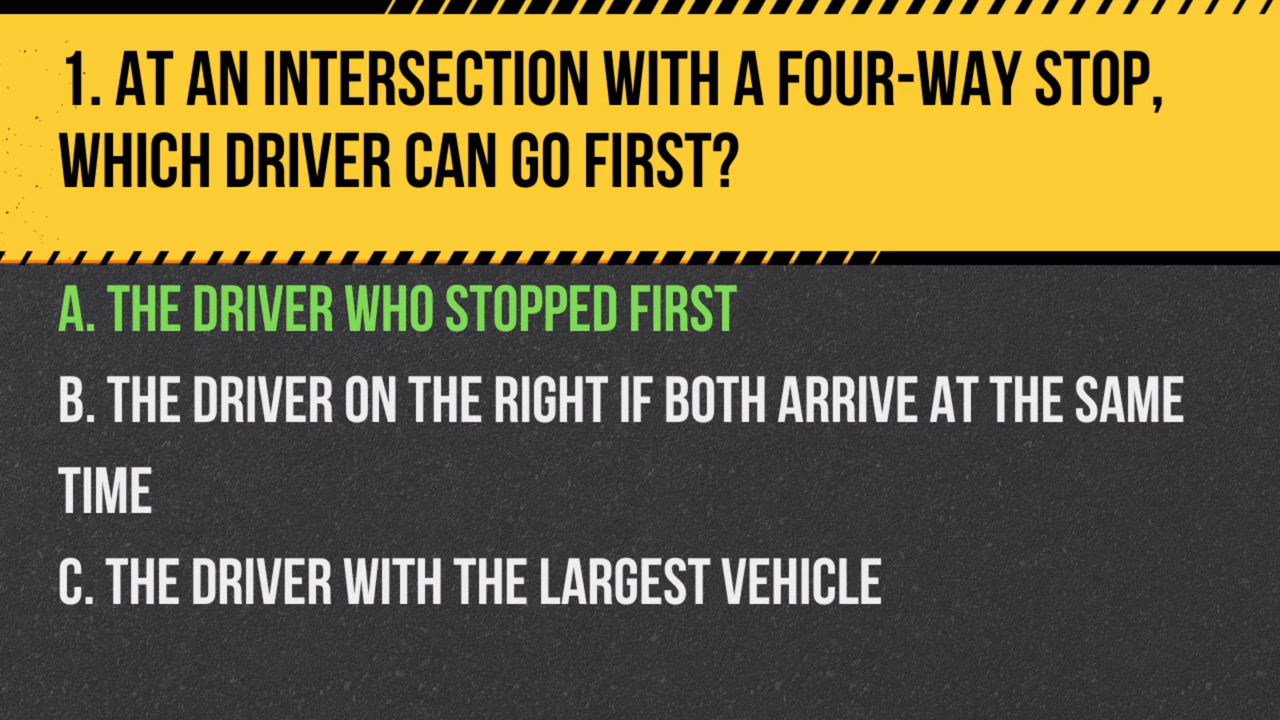 1. AT AN INTERSECTION WITH A FOUR-WAY STOP,
WHICH DRIVER CAN GO FIRST?
A. THE DRIVER WHO STOPPED FIRST
B. THE DRIVER ON THE RIGHT IF BOTH ARRIVE AT THE SAME
TIME
C. THE DRIVER WITH THE LARGEST VEHICLE